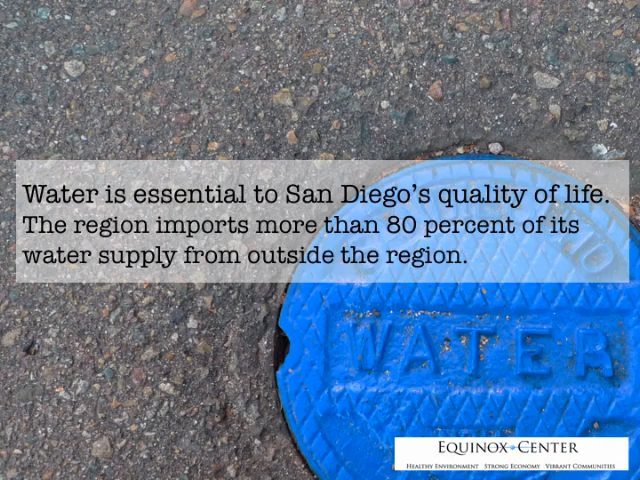 Water is essential to San Diego’s quality of life.
The region imports more than 80 percent of its
water supply from outside the region.
WATER
EQUINOX CENTER
HEALTHY ENVIRONMENT STRONG ECONOMY VIBRANT COMMUNITIES